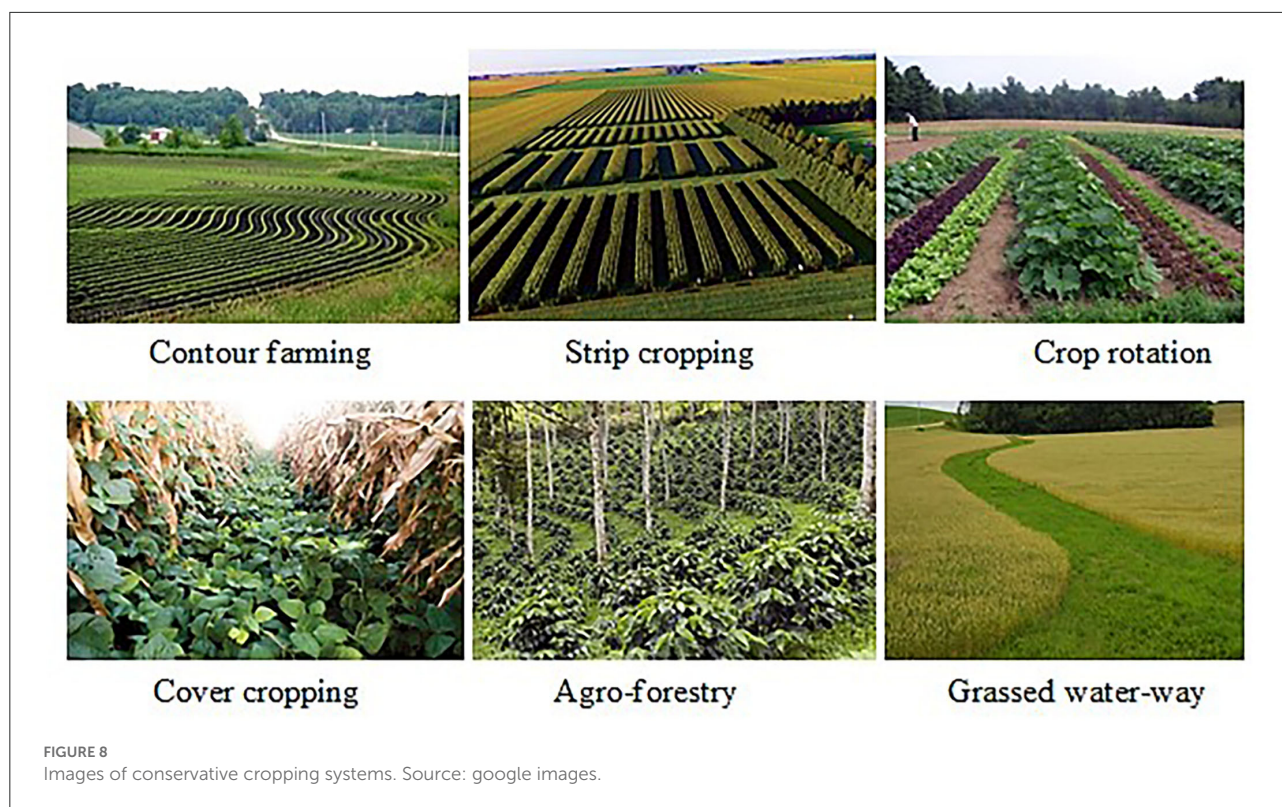 Contour farming
Strip cropping
Crop rotation
Cover cropping
Agro-forestry
Grassed water-way
FIGURE 8
Images of conservative cropping systems. Source: google images.